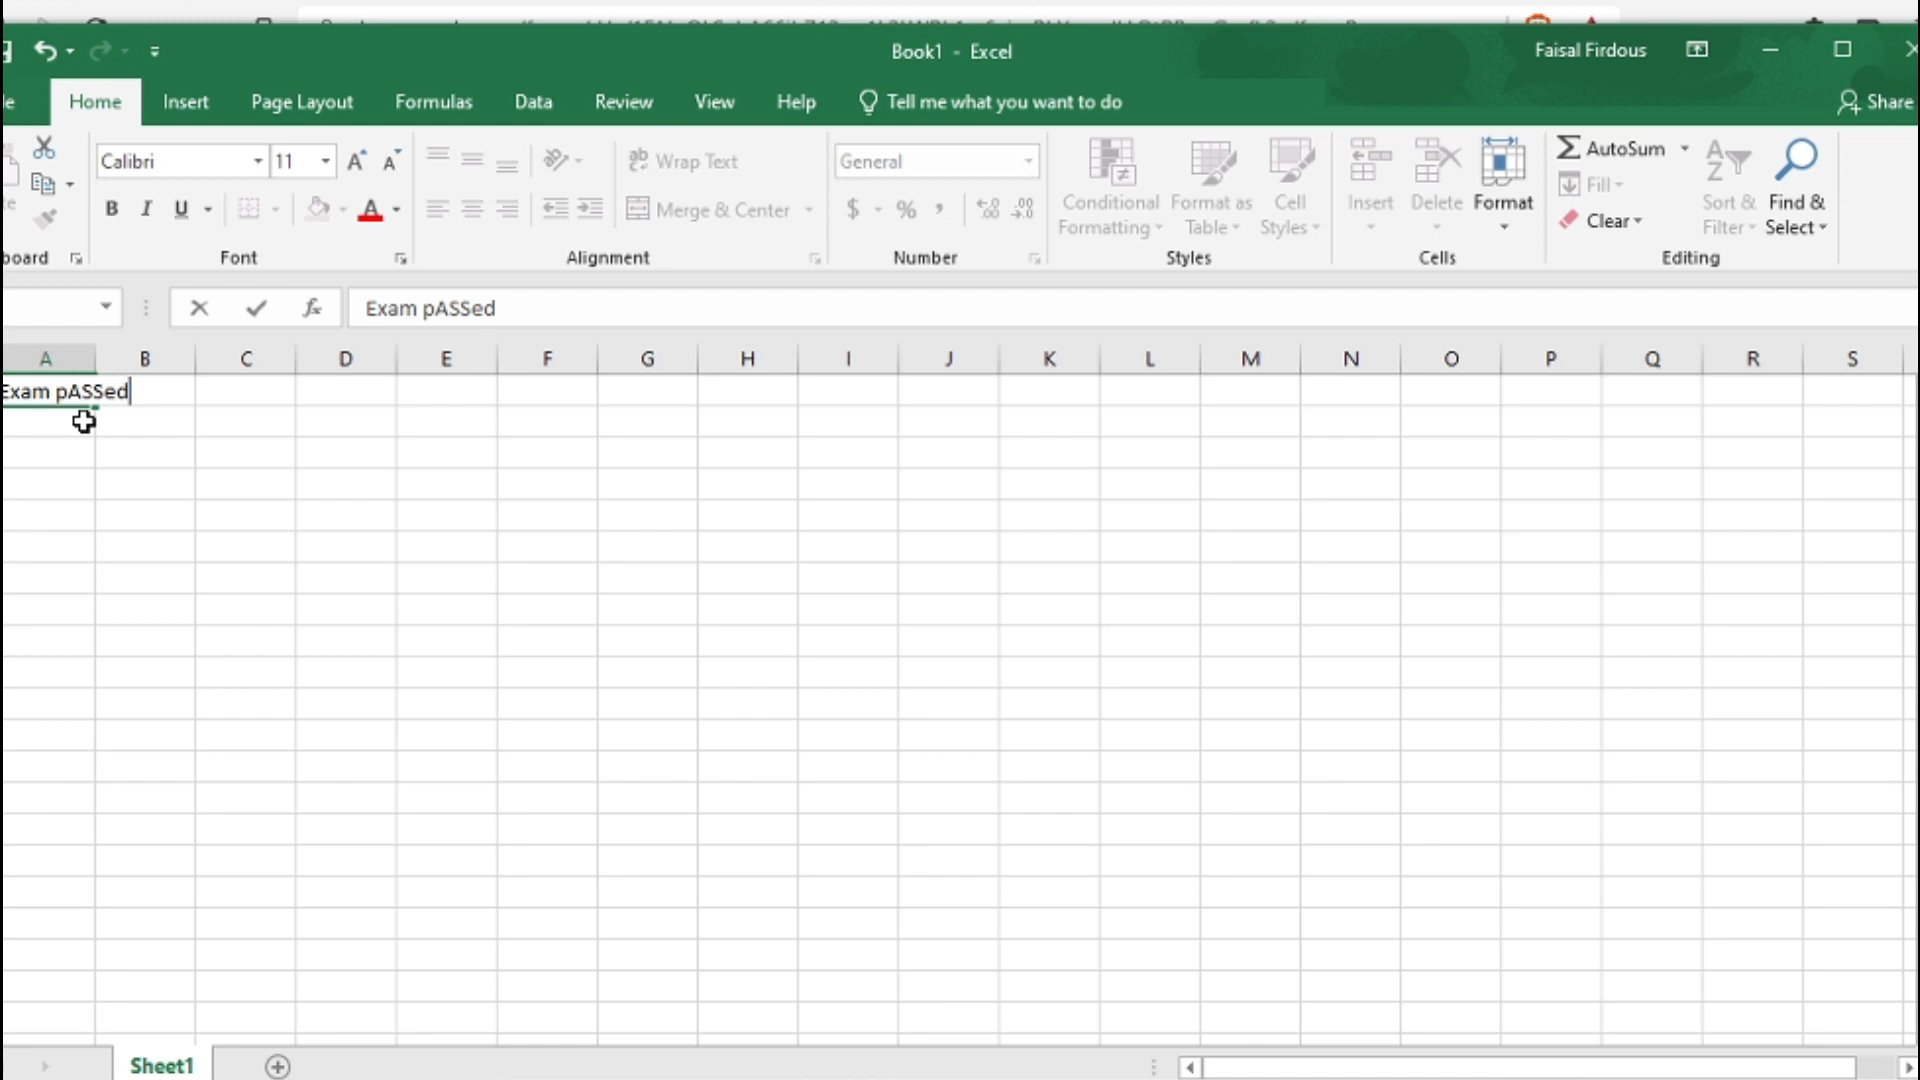 Book1 - Excel
Faisal Firdous
Home Insert Page Layout Formulas Data Review View Help Tell me what you want to do Share
Calibri 11 A A Wrap Text General Conditional Formatting Format as Table Cell Styles Insert Delete Format AutoSum Fill Clear Sort & Filter Find & Select
B I U A Merge & Center $ % ,
Font Alignment Number Styles Cells Editing
fx Exam pASSed
A B C D E F G H I J K L M N O P Q R S
Exam pASSed
Sheet1